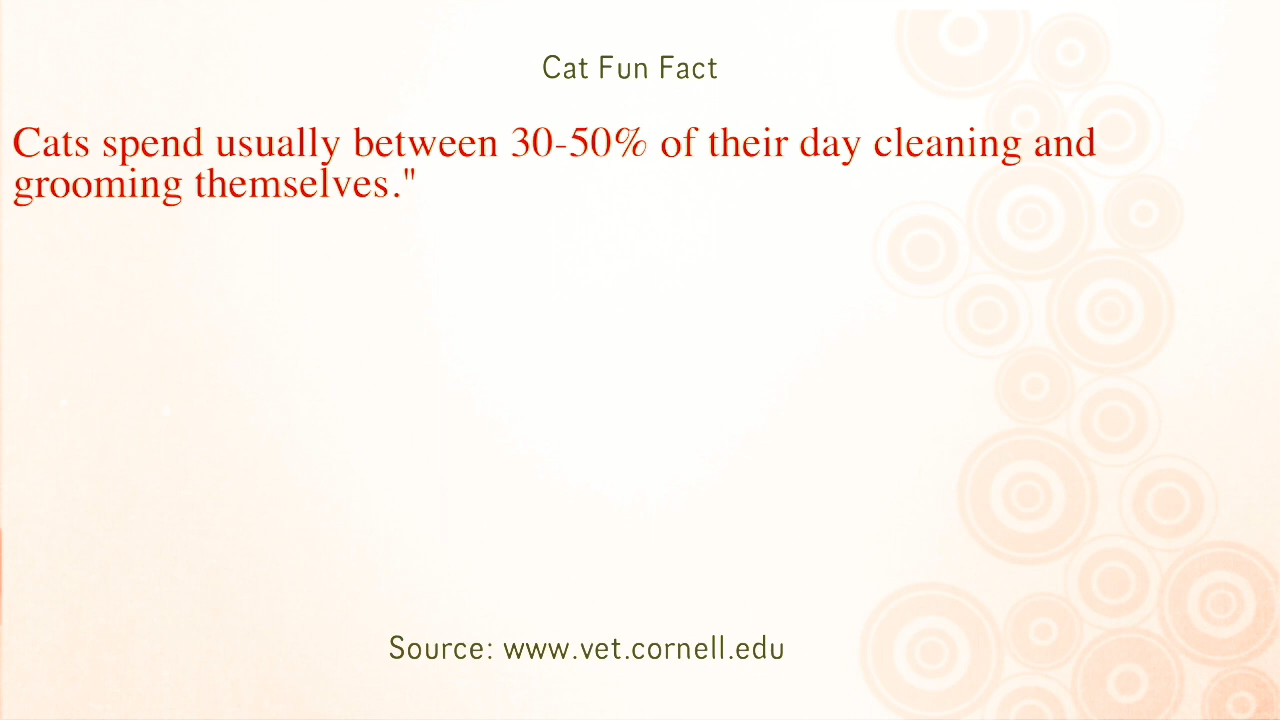 Cat Fun Fact
Cats spend usually between 30-50% of their day cleaning and
grooming themselves."
Source: www.vet.cornell.edu